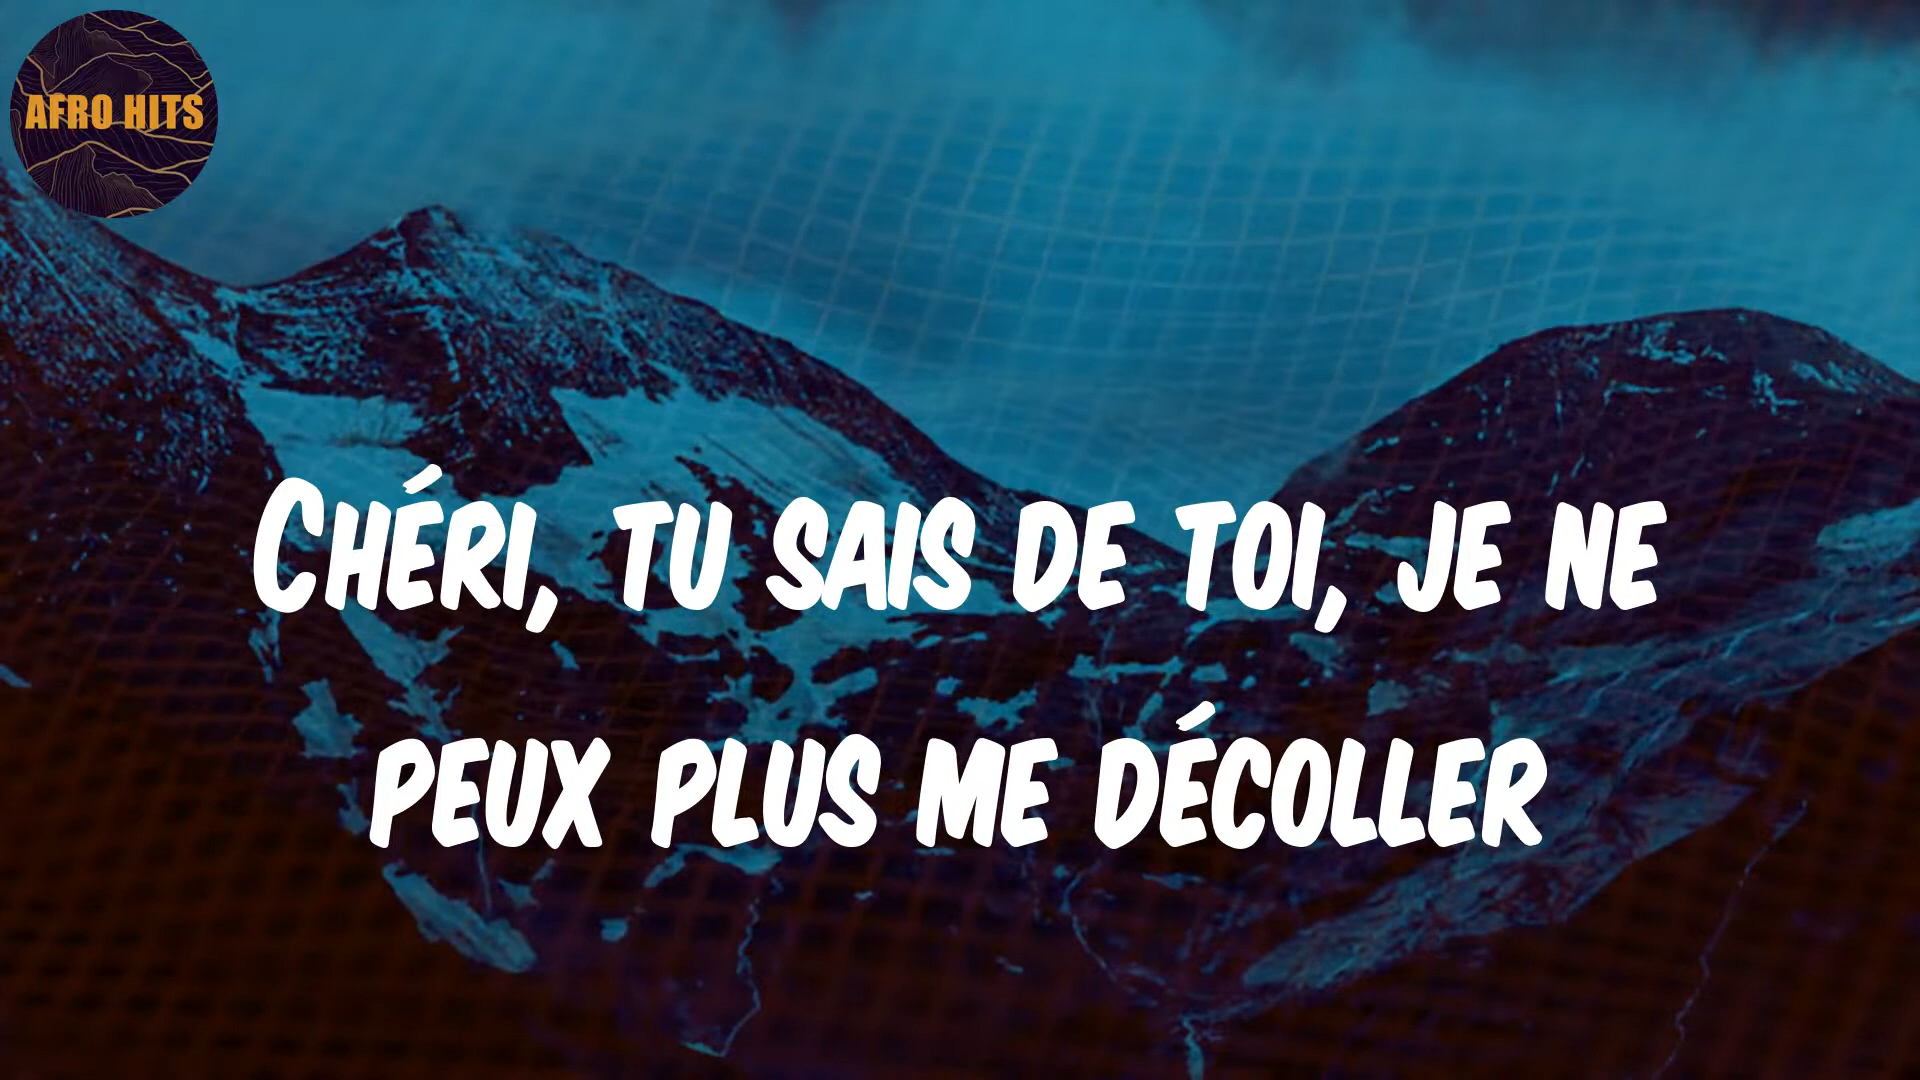 AFRO HITS
Chéri, tu sais de toi, je ne
peux plus me décoller